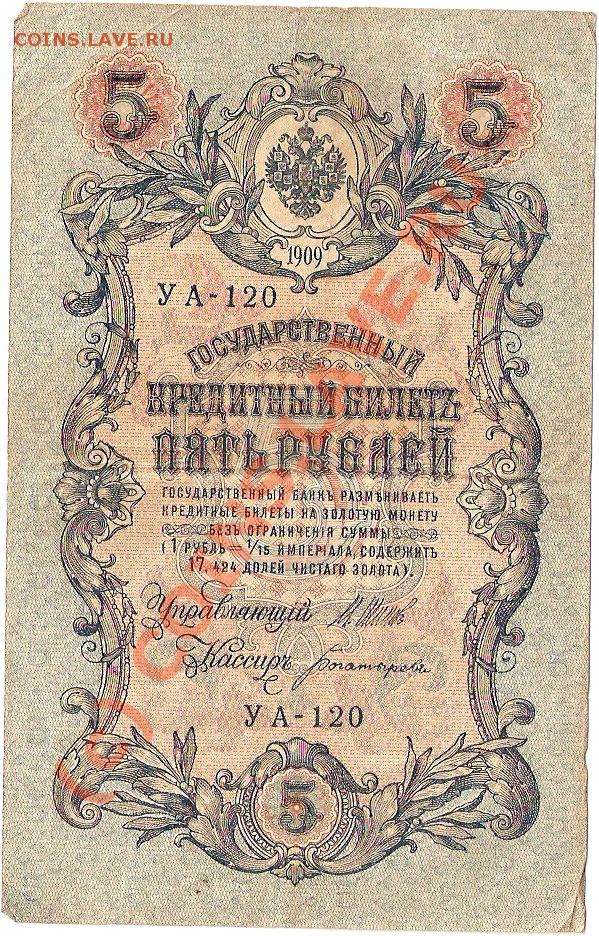 COINS.LAVE.RU
5 5
1909
УА-120
ГОСУДАРСТВЕННЫЙ
КРЕДИТНЫЙ БИЛЕТЪ
ПЯТЬ РУБЛЕЙ
ГОСУДАРСТВЕННЫЙ БАНКЪ РАЗМѢНИВАЕТЪ
КРЕДИТНЫЕ БИЛЕТЫ НА ЗОЛОТУЮ МОНЕТУ
БЕЗЪ ОГРАНИЧЕНІЯ СУММЫ
(1 РУБЛЬ = 1/15 ИМПЕРІАЛА, СОДЕРЖИТЪ
17,424 ДОЛЕЙ ЧИСТАГО ЗОЛОТА).
Управляющій
Кассиръ
УА-120
5